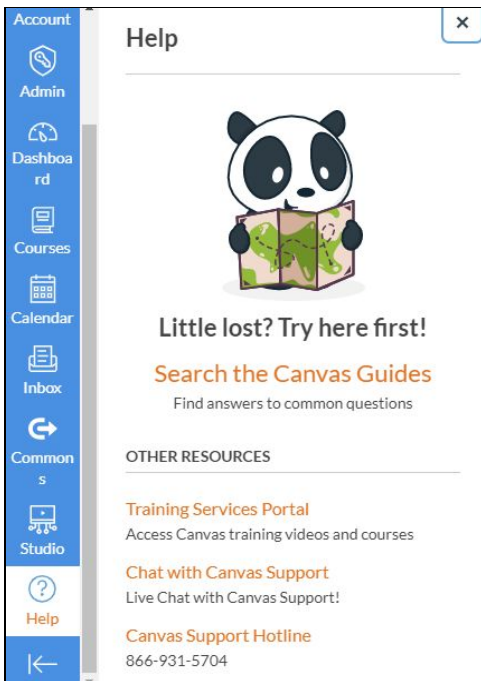 Account
Admin
Dashboa
rd
Courses
Calendar
Inbox
Common
s
Studio
Help
Help
×
Little lost? Try here first!
Search the Canvas Guides
Find answers to common questions
OTHER RESOURCES
Training Services Portal
Access Canvas training videos and courses
Chat with Canvas Support
Live Chat with Canvas Support!
Canvas Support Hotline
866-931-5704